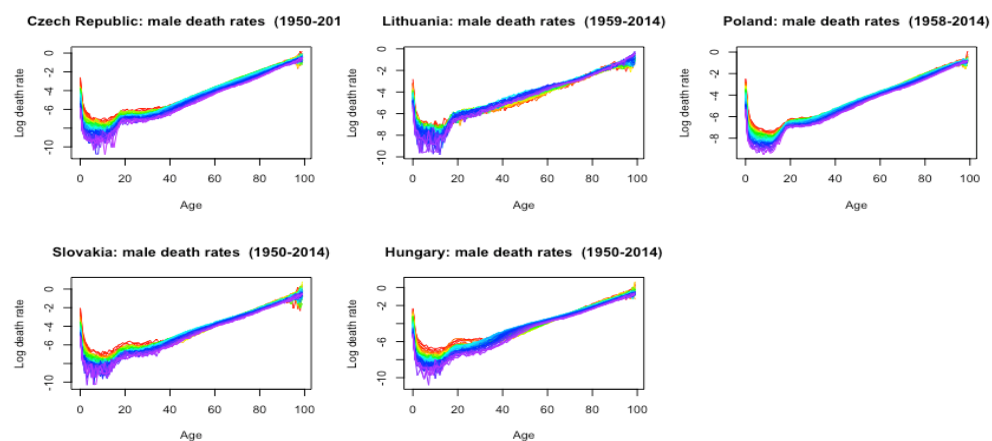 Czech Republic: male death rates (1950-201
Log death rate
0
-2
-4
-6
-8
-10
0 20 40 60 80 100
Age
Lithuania: male death rates (1959-2014)
Log death rate
0
-2
-4
-6
-8
-10
0 20 40 60 80 100
Age
Poland: male death rates (1958-2014)
Log death rate
0
-2
-4
-6
-8
0 20 40 60 80 100
Age
Slovakia: male death rates (1950-2014)
Log death rate
0
-2
-4
-6
-8
-10
0 20 40 60 80 100
Age
Hungary: male death rates (1950-2014)
Log death rate
0
-2
-6
-10
0 20 40 60 80 100
Age